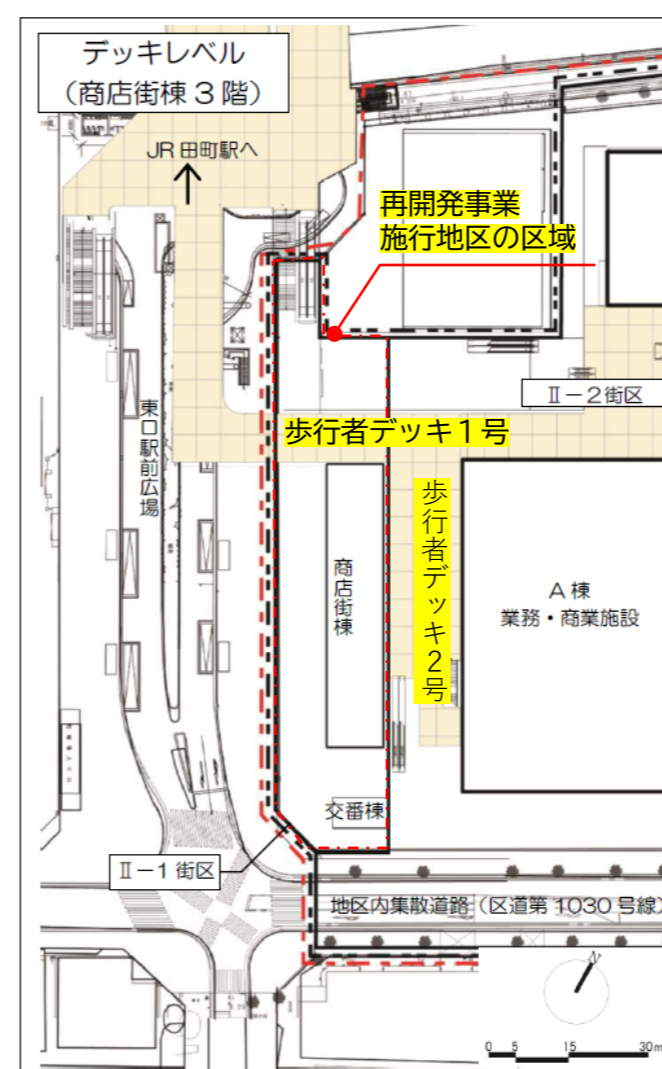 デッキレベル
（商店街棟3階）
JR田町駅へ
再開発事業
施行地区の区域
Ⅱ－2街区
歩行者デッキ1号
東口駅前広場
歩行者デッキ2号
商店街棟
A棟
業務・商業施設
交番棟
Ⅱ－1街区
地区内集散道路（区道第1030号線）
N
0 5 15 30m